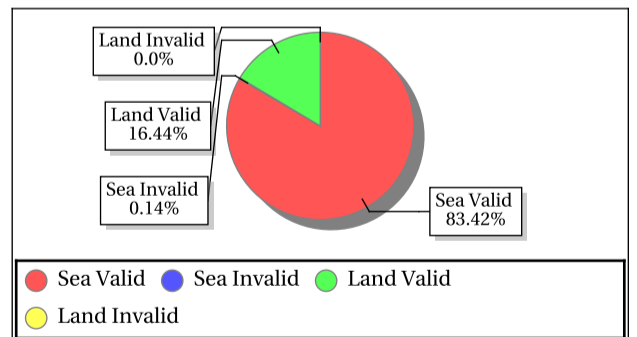 Land Invalid
0.0%
Land Valid
16.44%
Sea Invalid
0.14%
Sea Valid
83.42%
Sea Valid Sea Invalid Land Valid
Land Invalid